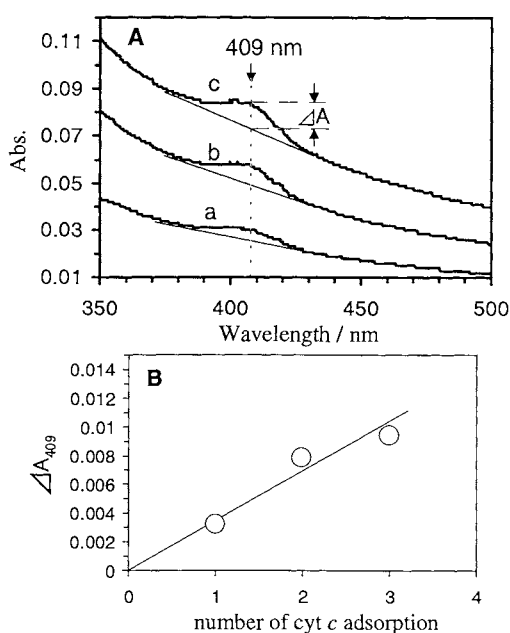 A
409 nm
0.11
0.09
0.07
0.05
0.03
0.01
Abs.
c
ΔA
b
a
350 400 450 500
Wavelength / nm
B
0.014
0.012
0.01
0.008
0.006
0.004
0.002
0
ΔA409
0 1 2 3 4
number of cyt c adsorption